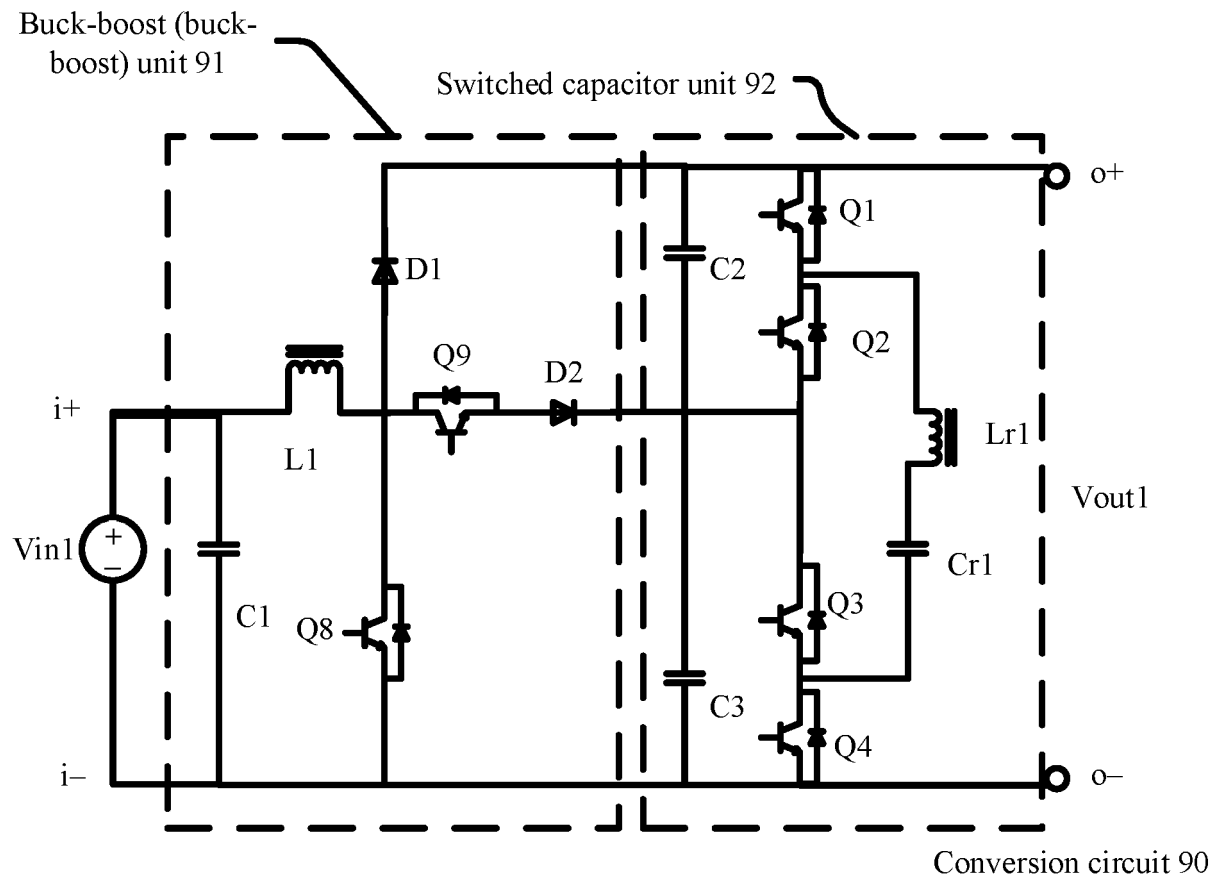 Buck-boost (buck-
boost) unit 91
Switched capacitor unit 92
o+
Q1
D1
C2
Q2
Q9
D2
i+
L1
Lr1
Vout1
Vin1
+
−
Cr1
C1
Q8
Q3
C3
Q4
i−
o−
Conversion circuit 90